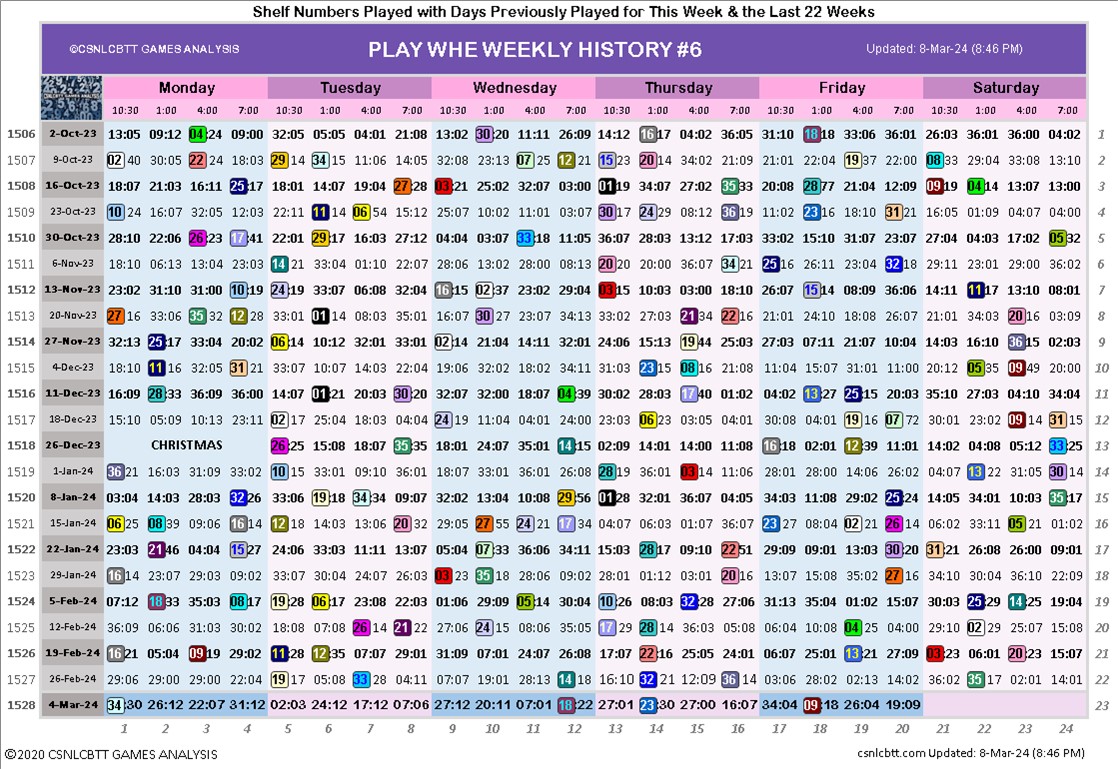 Shelf Numbers Played with Days Previously Played for This Week & the Last 22 Weeks
©CSNLCBTT GAMES ANALYSIS PLAY WHE WEEKLY HISTORY #6 Updated: 8-Mar-24 (8:46 PM)
Monday Tuesday Wednesday Thursday Friday Saturday
10:30 1:00 4:00 7:00 10:30 1:00 4:00 7:00 10:30 1:00 4:00 7:00 10:30 1:00 4:00 7:00 10:30 1:00 4:00 7:00 10:30 1:00 4:00 7:00
1506 2-Oct-23 13:05 09:12 04:24 09:00 32:05 05:05 04:01 21:08 13:02 30:20 11:11 26:09 14:12 16:17 04:02 36:05 31:10 18:18 33:06 36:01 26:03 36:01 36:00 04:02 1
1507 9-Oct-23 02 40 30:05 22 24 18:03 29 14 34 15 11:06 14:05 32:08 23:13 07 25 12 21 15 23 20 14 34:02 21:09 21:01 22:04 19 37 22:00 08 33 29:04 33:08 13:10 2
1508 16-Oct-23 18:07 21:03 16:11 25:17 18:01 14:07 19:04 27:28 03:21 25:02 32:07 03:00 01:19 34:07 27:02 35:33 20:08 28:77 21:04 12:09 09:19 04:14 13:07 13:00 3
1509 23-Oct-23 10 24 16:07 32:05 12:03 22:11 11 14 06 54 15:12 25:07 10:02 11:01 03:07 30 17 24 29 08:12 36 19 11:04 23 16 18:10 31 21 16:05 01:09 04:07 04:00 4
1510 30-Oct-23 28:10 22:06 26:23 17:41 22:01 29:17 16:03 27:12 04:04 03:07 33:18 11:05 36:07 28:03 13:12 17:03 33:02 15:10 31:07 23:07 27:04 04:03 17:02 05:32 5
1511 6-Nov-23 18:10 06:13 13:04 23:03 14 21 33:04 01:10 22:07 28:06 13:02 28:00 08:13 20 20 20:00 36:07 34 21 25 16 26:11 23:04 32 18 29:11 23:01 29:00 36:02 6
1512 13-Nov-23 23:02 31:10 31:00 10:19 24:19 33:07 06:08 32:04 16:15 02:37 23:02 29:04 03:15 10:03 03:00 18:10 26:07 15:14 08:09 36:06 14:11 11:17 13:10 08:01 7
1513 20-Nov-23 27 16 33:06 35 32 12 28 33:06 01 14 24:08 03:35 16:07 30 27 07:13 24:13 33:02 27:03 21 34 22 16 24:10 34:09 18:08 26:07 21:01 34:03 20 16 03:09 8
1514 27-Nov-23 32:13 25:17 33:04 20:02 06:14 10:12 32:01 33:01 02:14 21:04 14:11 32:01 24:06 15:13 19:44 25:03 27:03 07:11 21:04 10:07 14:03 16:10 36:15 02:03 9
1515 4-Dec-23 18:10 11 16 32:05 31 21 33:07 10:07 14:03 22:04 10:07 12:05 18:02 34:11 31:03 23 15 08 16 21:08 11:04 15:07 31:01 11:00 20:12 05 35 09 49 20:00 10
1516 11-Dec-23 16:09 28:33 36:09 36:00 14:07 01:21 20:03 30:21 32:07 12:00 18:07 04:39 30:02 28:03 17:40 01:02 04:02 13:27 25:15 20:03 35:10 27:03 04:10 34:04 11
1517 18-Dec-23 15:10 05:09 10:13 23:11 02 17 25:04 18:03 04:04 24 19 11:04 04:01 08:05 23:03 06 23 05:04 04:01 30:08 04:01 19 16 07 72 30:01 23:02 09 14 31 15 12
1518 26-Dec-23 CHRISTMAS 26:25 15:08 18:07 35:35 18:01 24:07 35:01 14:15 02:09 14:01 14:00 11:08 16:18 02:01 12:39 11:01 14:02 04:08 05:12 33:25 13
1519 1-Jan-24 36 21 16:03 31:09 33:02 10 15 33:01 09:10 36:01 18:07 33:01 36:01 08:08 28 19 36:01 03 14 11:06 28:01 02:00 14:06 26:02 04:07 13 22 31:05 30 14 14
1520 8-Jan-24 03:04 14:03 28:03 32:26 33:06 19:18 34:34 09:07 32:02 13:04 10:08 29:56 01:28 32:01 36:07 04:05 34:03 11:08 29:02 25:24 14:05 34:01 10:03 35:17 15
1521 15-Jan-24 06 25 08 39 09:06 16 14 12 18 14:03 13:06 20 32 29:05 27 55 24 21 17 34 04:07 06:03 01:07 36:07 23 27 08:04 02 21 26 14 06:02 33:11 05 21 01:02 16
1522 22-Jan-24 23:03 21:46 04:04 15:27 24:06 33:03 11:11 13:07 05:04 07:33 36:06 34:11 15:03 28:17 09:10 22:51 29:09 09:01 13:03 30:20 31:21 26:08 26:00 09:01 17
1523 29-Jan-24 16 14 23:07 29:03 09:02 33:07 30:04 24:07 26:03 03 23 35 18 28:06 09:02 28:01 01:12 03:01 20 16 13:07 15:08 35:08 27 16 34:10 30:04 36:10 22:09 18
1524 5-Feb-24 07:12 18:33 35:03 08:17 19:28 06:17 23:08 22:03 01:06 29:09 05:14 30:04 10:26 08:03 32:28 27:06 31:13 35:04 01:02 15:07 30:03 25:29 14:25 19:04 19
1525 12-Feb-24 36:09 06:06 31:03 30:02 18:08 07:08 26 14 21 22 27:06 24 15 08:06 34:05 17 29 28 14 36:03 05:08 06:04 01:08 04 25 04:00 20:10 02 29 25:07 15:08 20
1526 19-Feb-24 16:21 05:04 09:19 29:02 11:28 12:35 07:07 29:01 31:09 07:01 24:07 26:08 17:07 22:16 25:05 24:01 06:07 25:01 13:21 27:09 03:23 06:01 20:23 15:07 21
1527 26-Feb-24 29:06 29:00 09:05 22:04 19 17 02:09 33 28 04:11 07:07 19:01 28:13 14 18 16:10 32 21 12:09 36 14 03:06 28:02 02:13 14:02 36:02 35 17 02:01 14:01 22
1528 4-Mar-24 34:30 26:12 22:07 31:12 02:03 24:12 17:12 07:06 27:12 20:11 07:01 18:22 27:01 23:30 27:00 16:07 34:04 09:18 26:04 19:09 23
1 2 3 4 5 6 7 8 9 10 11 12 13 14 15 16 17 18 19 20 21 22 23 24
©2020 CSNLCBTT GAMES ANALYSIS csnlcbtt.com Updated: 8-Mar-24 (8:46 PM)